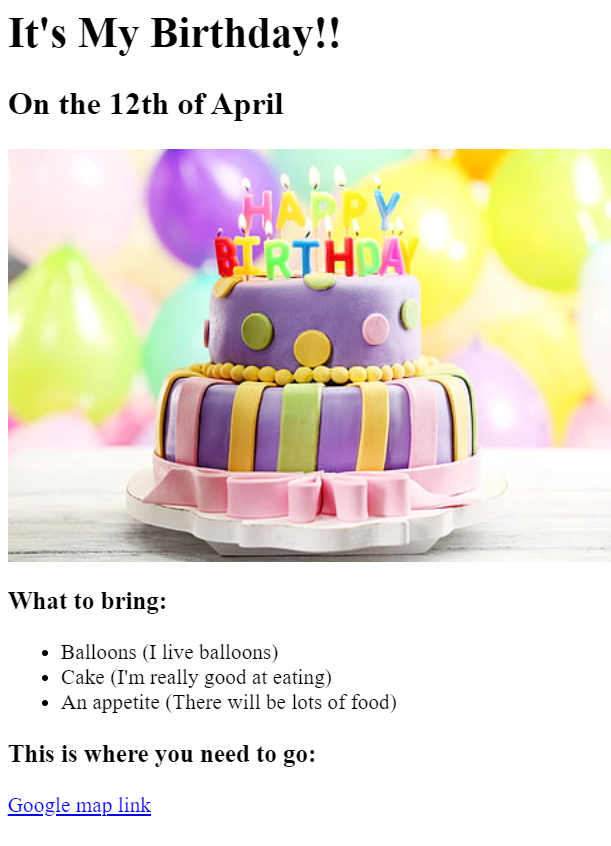 It's My Birthday!!
On the 12th of April
HAPPY
BIRTHDAY
What to bring:
Balloons (I live balloons)
Cake (I'm really good at eating)
An appetite (There will be lots of food)
This is where you need to go:
Google map link